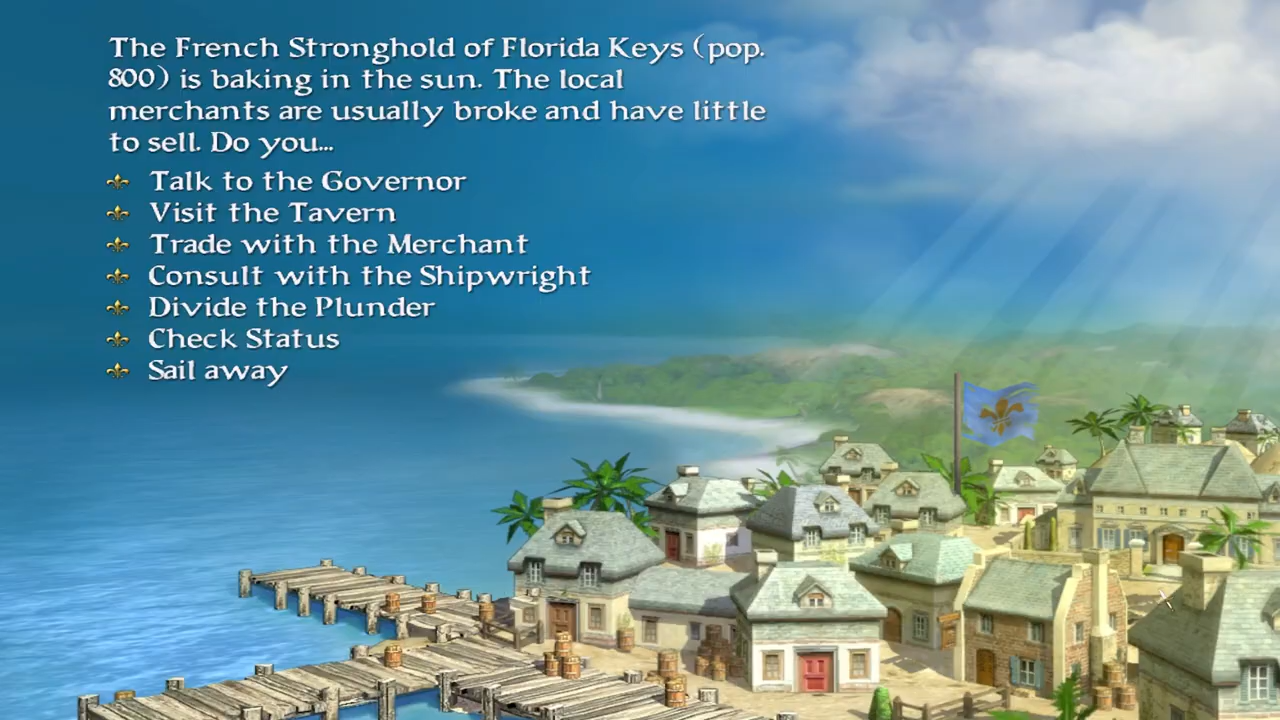 The French Stronghold of Florida Keys (pop.
800) is baking in the sun. The local
merchants are usually broke and have little
to sell. Do you...
Talk to the Governor
Visit the Tavern
Trade with the Merchant
Consult with the Shipwright
Divide the Plunder
Check Status
Sail away